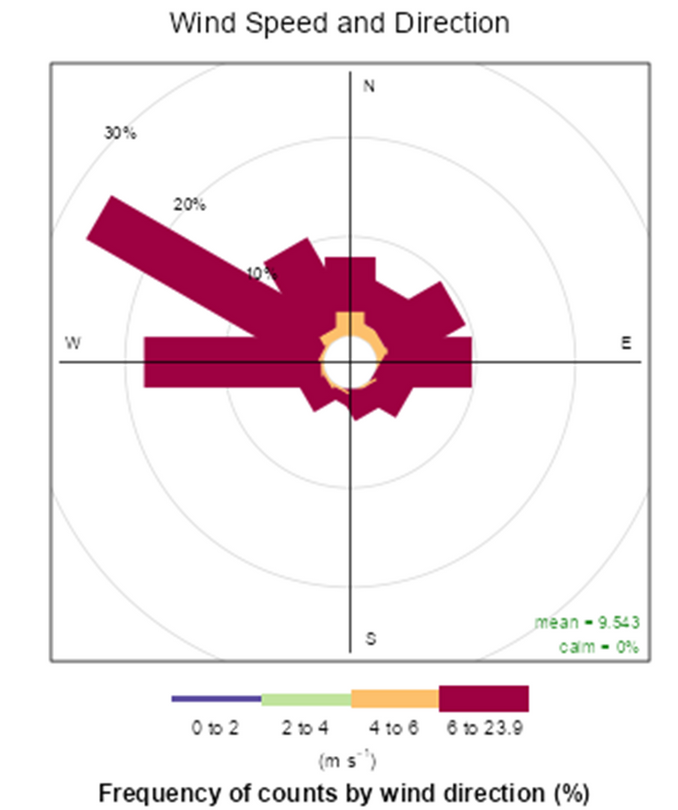 Wind Speed and Direction
N
30%
20%
10%
W
E
S
mean = 9.543
calm = 0%
0 to 2
2 to 4
4 to 6
6 to 23.9
(m s⁻¹)
Frequency of counts by wind direction (%)